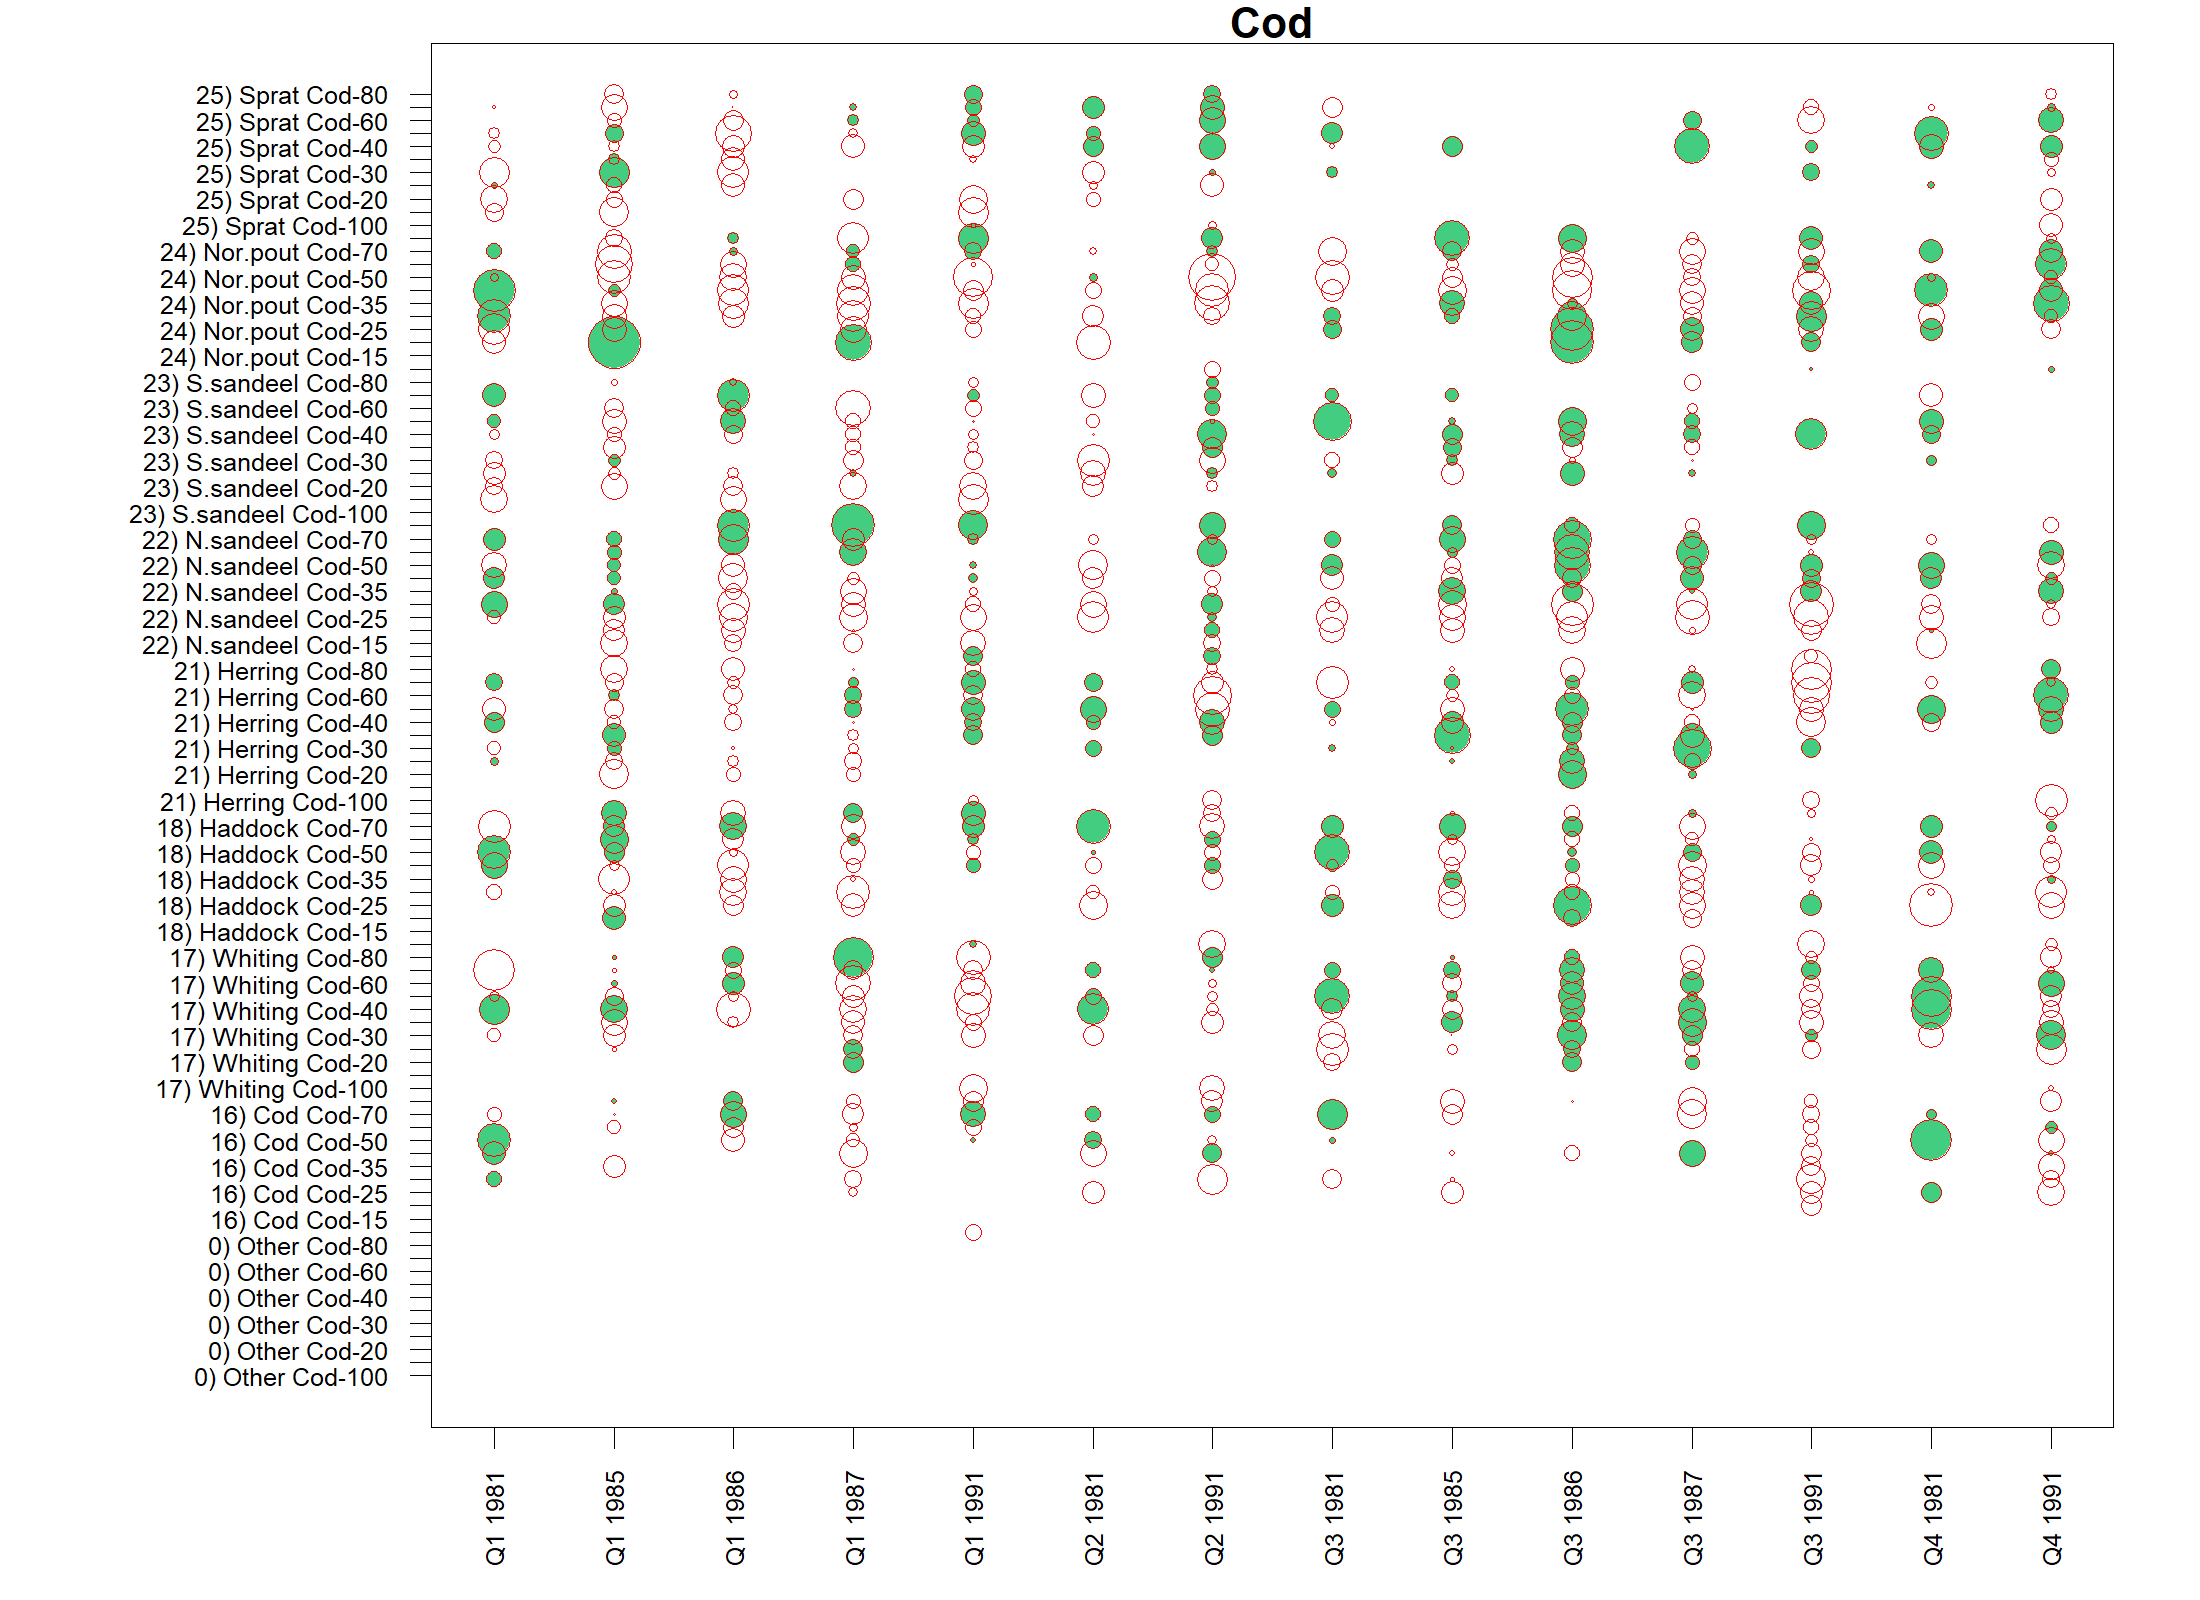 Cod
25) Sprat Cod-80
25) Sprat Cod-60
25) Sprat Cod-40
25) Sprat Cod-30
25) Sprat Cod-20
25) Sprat Cod-100
24) Nor.pout Cod-70
24) Nor.pout Cod-50
24) Nor.pout Cod-35
24) Nor.pout Cod-25
24) Nor.pout Cod-15
23) S.sandeel Cod-80
23) S.sandeel Cod-60
23) S.sandeel Cod-40
23) S.sandeel Cod-30
23) S.sandeel Cod-20
23) S.sandeel Cod-100
22) N.sandeel Cod-70
22) N.sandeel Cod-50
22) N.sandeel Cod-35
22) N.sandeel Cod-25
22) N.sandeel Cod-15
21) Herring Cod-80
21) Herring Cod-60
21) Herring Cod-40
21) Herring Cod-30
21) Herring Cod-20
21) Herring Cod-100
18) Haddock Cod-70
18) Haddock Cod-50
18) Haddock Cod-35
18) Haddock Cod-25
18) Haddock Cod-15
17) Whiting Cod-80
17) Whiting Cod-60
17) Whiting Cod-40
17) Whiting Cod-30
17) Whiting Cod-20
17) Whiting Cod-100
16) Cod Cod-70
16) Cod Cod-50
16) Cod Cod-35
16) Cod Cod-25
16) Cod Cod-15
0) Other Cod-80
0) Other Cod-60
0) Other Cod-40
0) Other Cod-30
0) Other Cod-20
0) Other Cod-100
Q1 1981
Q1 1985
Q1 1986
Q1 1987
Q1 1991
Q2 1981
Q2 1991
Q3 1981
Q3 1985
Q3 1986
Q3 1987
Q3 1991
Q4 1981
Q4 1991